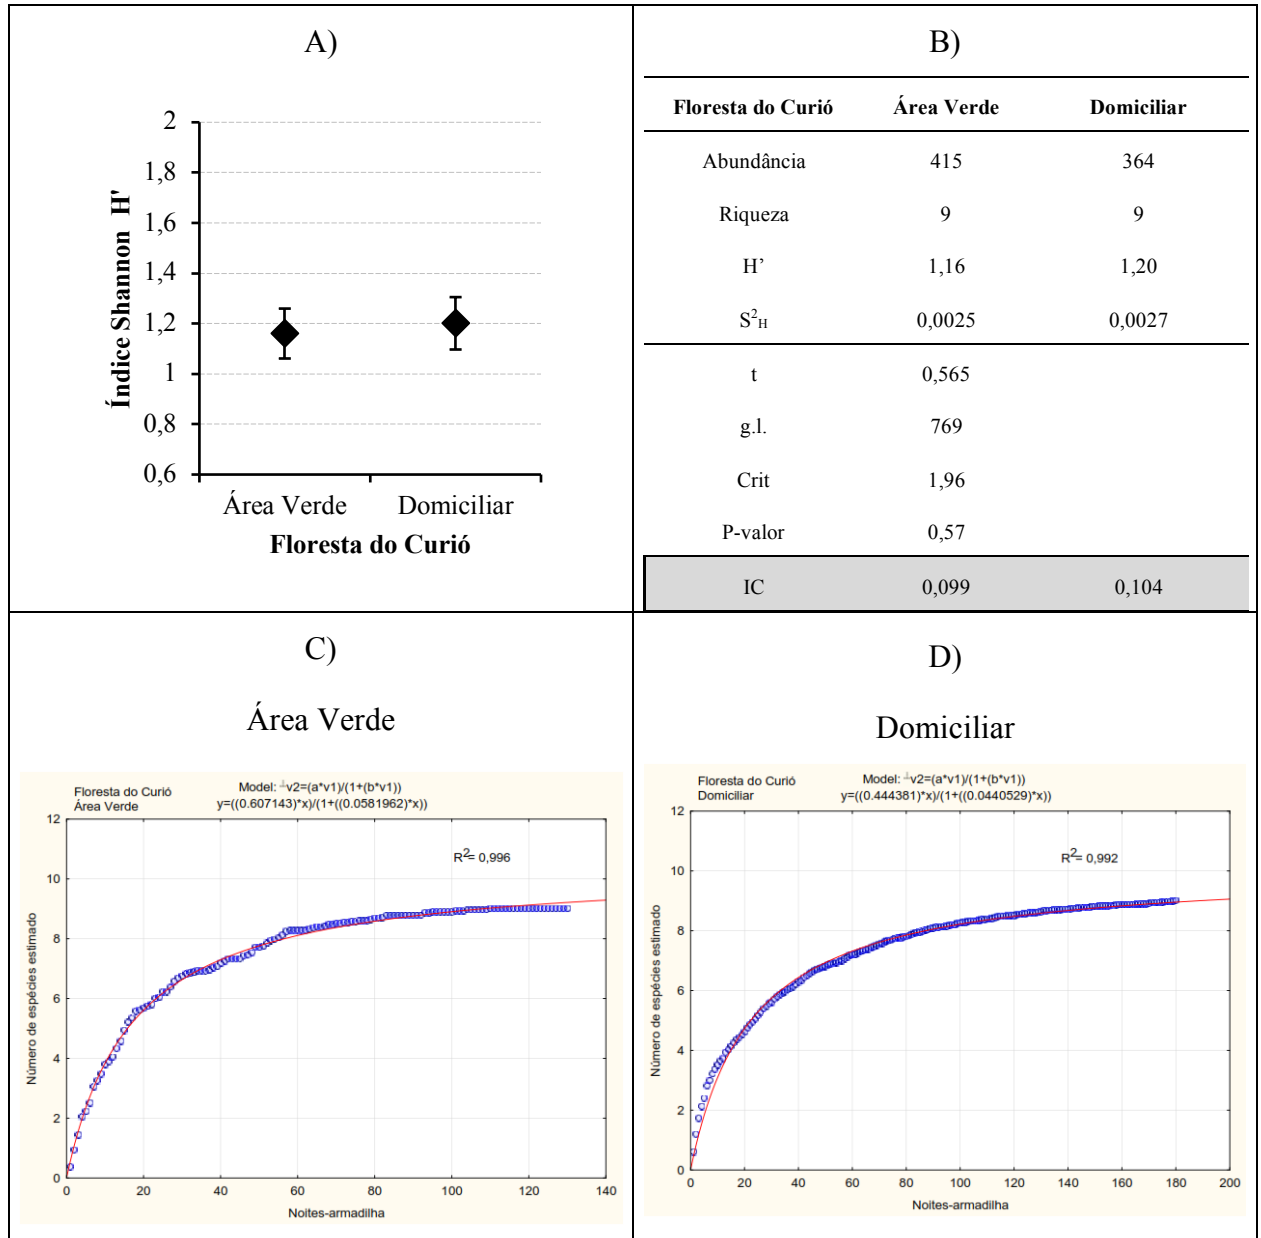 A)
2
1,8
1,6
1,4
1,2
1
0,8
0,6
Índice Shannon H'
Área Verde Domiciliar
Floresta do Curió
B)
Floresta do Curió Área Verde Domiciliar
Abundância 415 364
Riqueza 9 9
H’ 1,16 1,20
S²H 0,0025 0,0027
t 0,565
g.l. 769
Crit 1,96
P-valor 0,57
IC 0,099 0,104
C)
Área Verde
Floresta do Curió Model: ┴v2=(a*v1)/(1+(b*v1))
Área Verde y=((0.607143)*x)/(1+((0.0581962)*x))
R2= 0,996
12
10
8
6
4
2
0
Número de espécies estimado
0 20 40 60 80 100 120 140
Noites-armadilha
D)
Domiciliar
Floresta do Curió Model: ┴v2=(a*v1)/(1+(b*v1))
Domiciliar y=((0.444381)*x)/(1+((0.0440529)*x))
R2= 0,992
12
10
8
6
4
2
0
Número de espécies estimado
0 20 40 60 80 100 120 140 160 180 200
Noites-armadilha